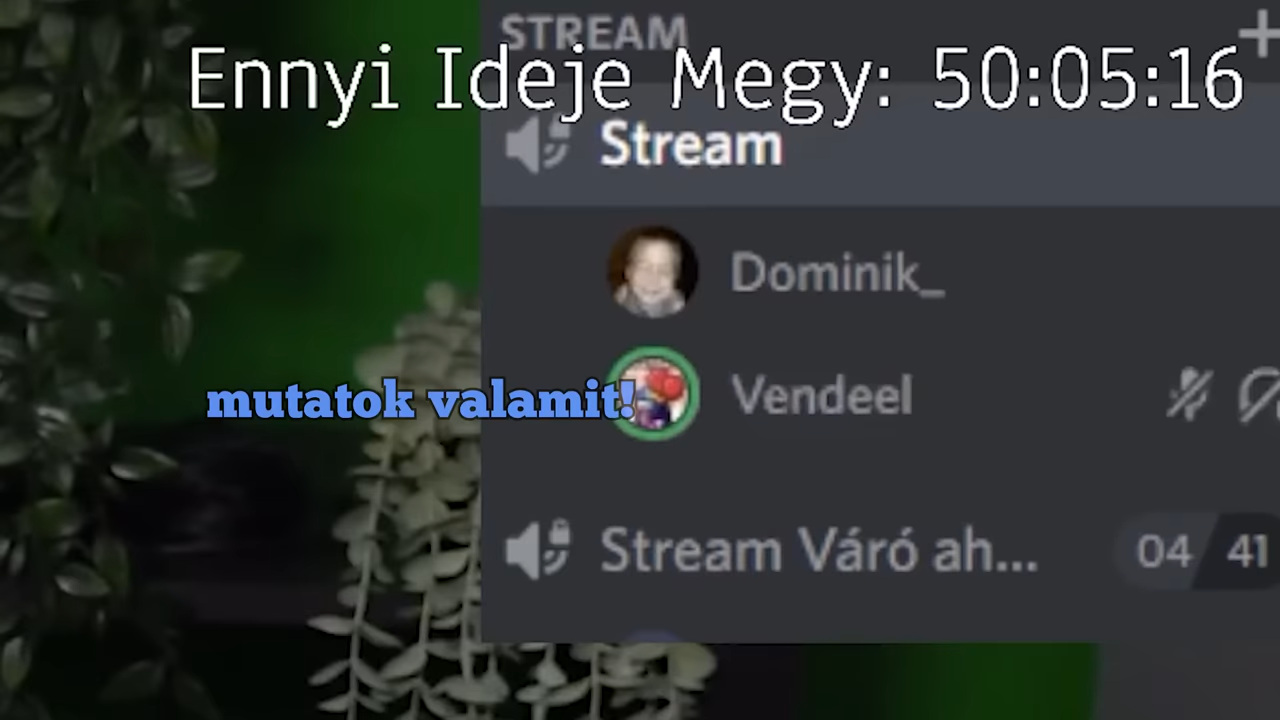 STREAM
Ennyi Ideje Megy: 50:05:16
Stream
Dominik_
mutatok valamit!
Vendeel
Stream Váró ah...
04 41